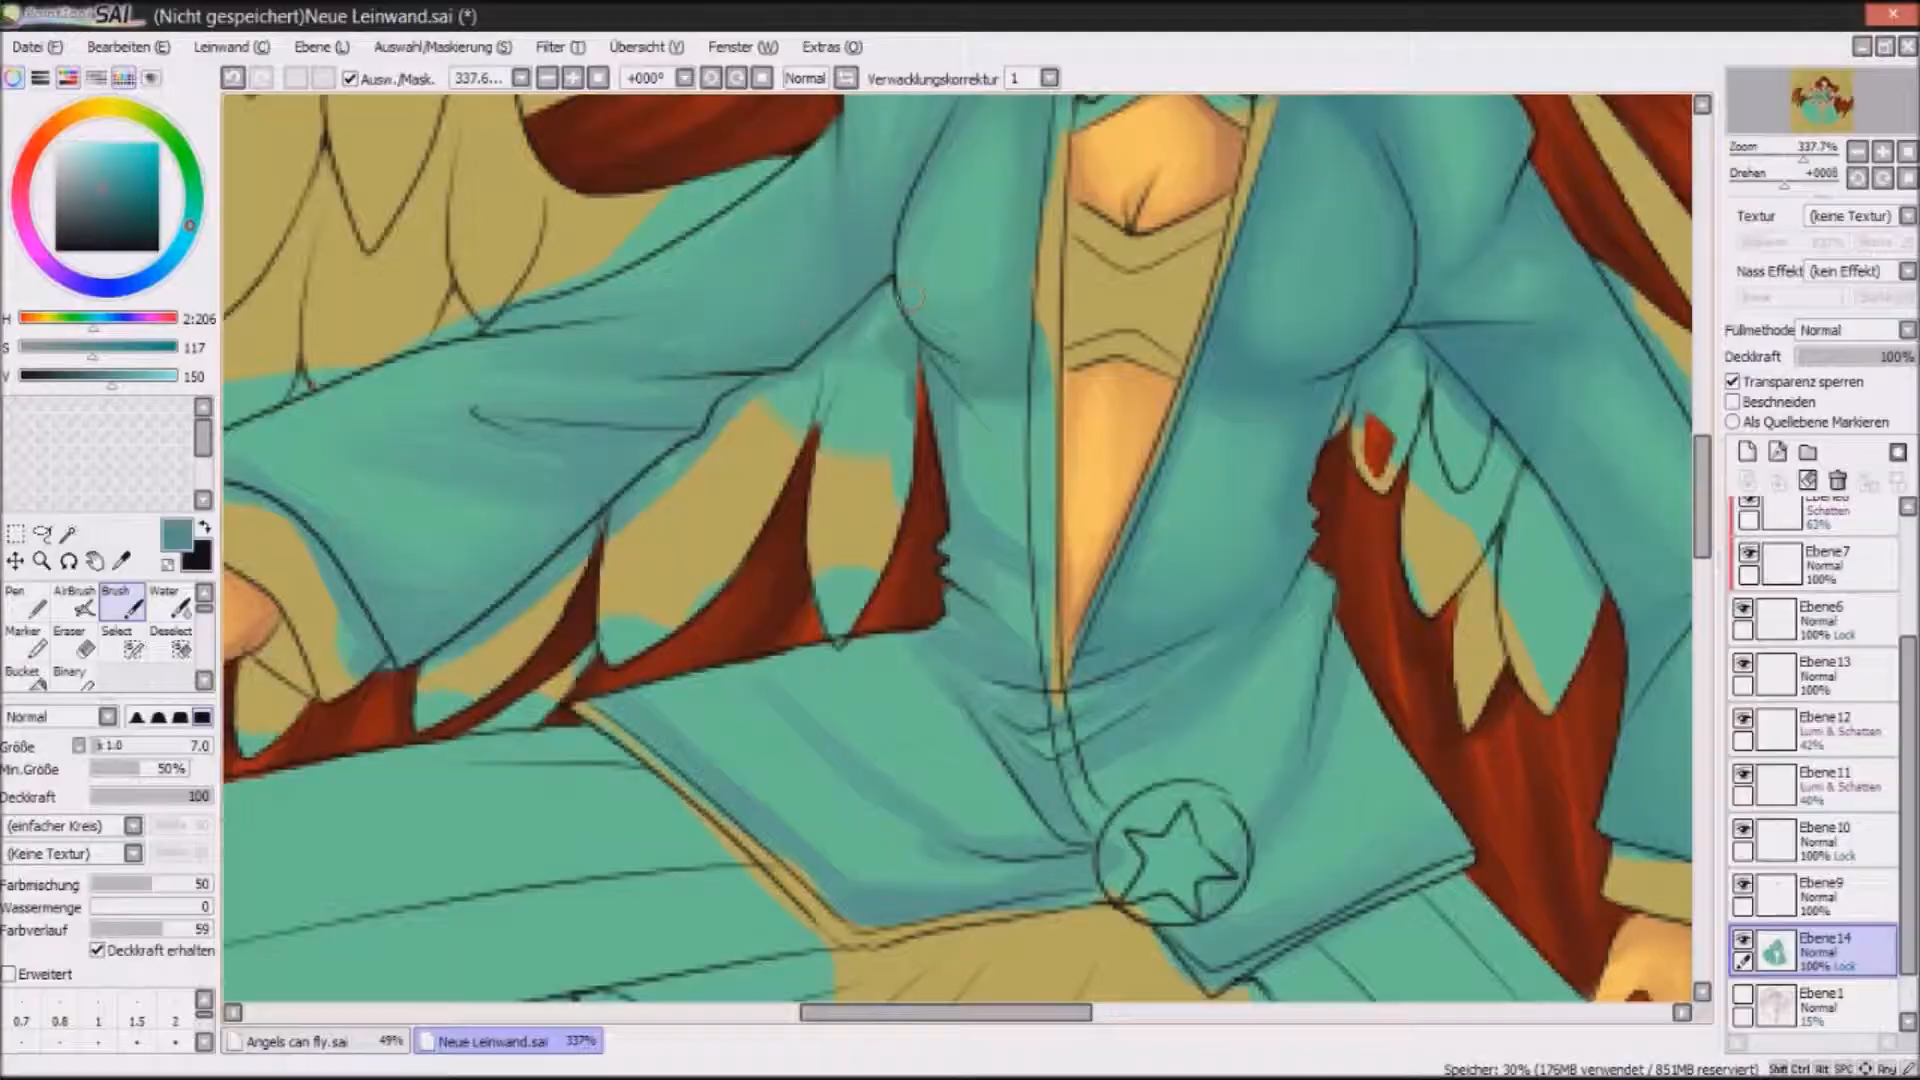 SAI (Nicht gespeichert)Neue Leinwand.sai (*)
Datei (F) Bearbeiten (E) Leinwand (C) Ebene (L) Auswahl/Maskierung (S) Filter (T) Übersicht (V) Fenster (W) Extras (O)
Ausw./Mask. 337.6... +000° Normal Verwacklungskorrektur 1
H 2:206
S 117
V 150
Pen AirBrush Brush Water
Marker Eraser Select Deselect
Bucket Binary
Normal
Größe x 1.0 7.0
Min.Größe 50%
Deckkraft 100
(einfacher Kreis)
(Keine Textur)
Farbmischung 50
Wassermenge 0
Farbverlauf 59
Deckkraft erhalten
Erweitert
0.7 0.8 1 1.5 2
Zoom 337.7%
Drehen +0008
Textur (keine Textur)
Nass Effekt (kein Effekt)
Füllmethode Normal
Deckkraft 100%
Transparenz sperren
Beschneiden
Als Quellebene Markieren
Ebene8
Schatten
63%
Ebene7
Normal
100%
Ebene6
Normal
100% Lock
Ebene13
Normal
100%
Ebene12
Lumi & Schatten
42%
Ebene11
Lumi & Schatten
40%
Ebene10
Normal
100% Lock
Ebene9
Normal
100%
Ebene14
Normal
100% Lock
Ebene1
Normal
15%
Angels can fly.sai 49% Neue Leinwand.sai 337%
Speicher: 30% (176MB verwendet / 851MB reserviert) Shift Ctrl Alt SPC Any